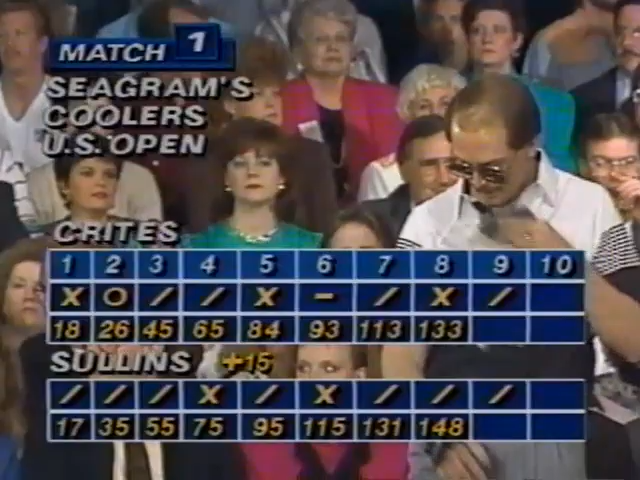 MATCH 1
SEAGRAM'S
COOLERS
U.S. OPEN
CRITES
1 2 3 4 5 6 7 8 9 10
X O / / X – / X /
18 26 45 65 84 93 113 133
SULLINS +15
/ / / X / X / / /
17 35 55 75 95 115 131 148